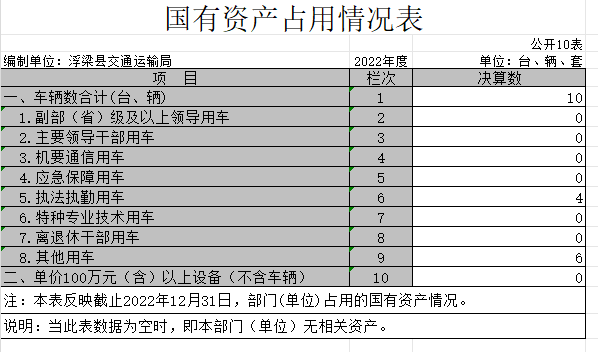 国有资产占用情况表
公开10表
编制单位：浮梁县交通运输局 2022年度 单位：台、辆、套
项 目 栏次 决算数
一、车辆数合计(台、辆) 1 10
1.副部（省）级及以上领导用车 2 0
2.主要领导干部用车 3 0
3.机要通信用车 4 0
4.应急保障用车 5 0
5.执法执勤用车 6 4
6.特种专业技术用车 7 0
7.离退休干部用车 8 0
8.其他用车 9 6
二、单价100万元（含）以上设备（不含车辆） 10 0
注：本表反映截止2022年12月31日，部门(单位)占用的国有资产情况。
说明：当此表数据为空时，即本部门（单位）无相关资产。